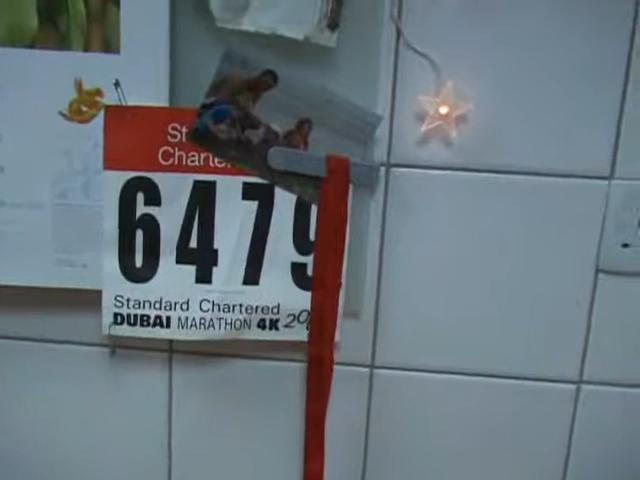 St
Charte
6479
Standard Chartered
DUBAI MARATHON 4K